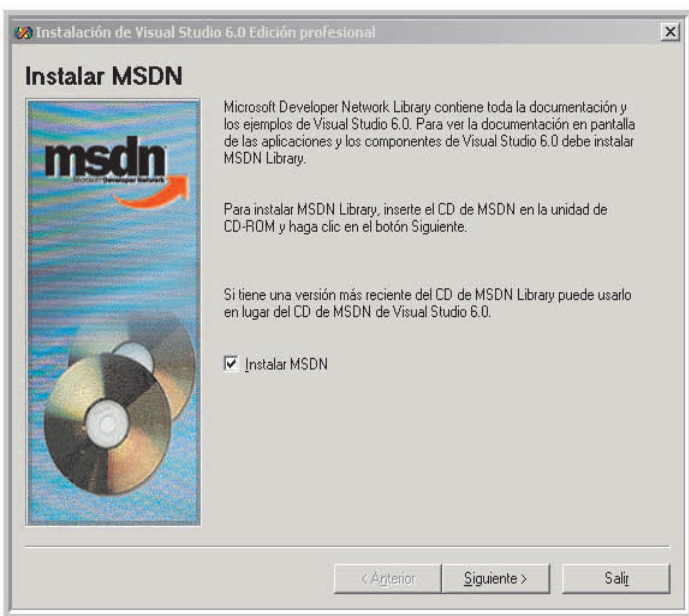 Instalación de Visual Studio 6.0 Edición profesional
Instalar MSDN
msdn
Microsoft Developer Network
Microsoft Developer Network Library contiene toda la documentación y
los ejemplos de Visual Studio 6.0. Para ver la documentación en pantalla
de las aplicaciones y los componentes de Visual Studio 6.0 debe instalar
MSDN Library.
Para instalar MSDN Library, inserte el CD de MSDN en la unidad de
CD-ROM y haga clic en el botón Siguiente.
Si tiene una versión más reciente del CD de MSDN Library puede usarlo
en lugar del CD de MSDN de Visual Studio 6.0.
Instalar MSDN
< Anterior
Siguiente >
Salir